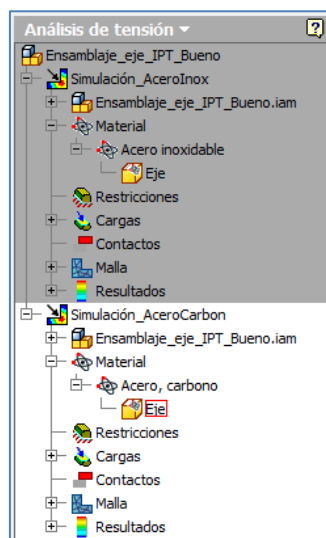 Análisis de tensión
Ensamblaje_eje_IPT_Bueno
Simulación_AceroInox
Ensamblaje_eje_IPT_Bueno.iam
Material
Acero inoxidable
Eje
Restricciones
Cargas
Contactos
Malla
Resultados
Simulación_AceroCarbon
Ensamblaje_eje_IPT_Bueno.iam
Material
Acero, carbono
Eje
Restricciones
Cargas
Contactos
Malla
Resultados